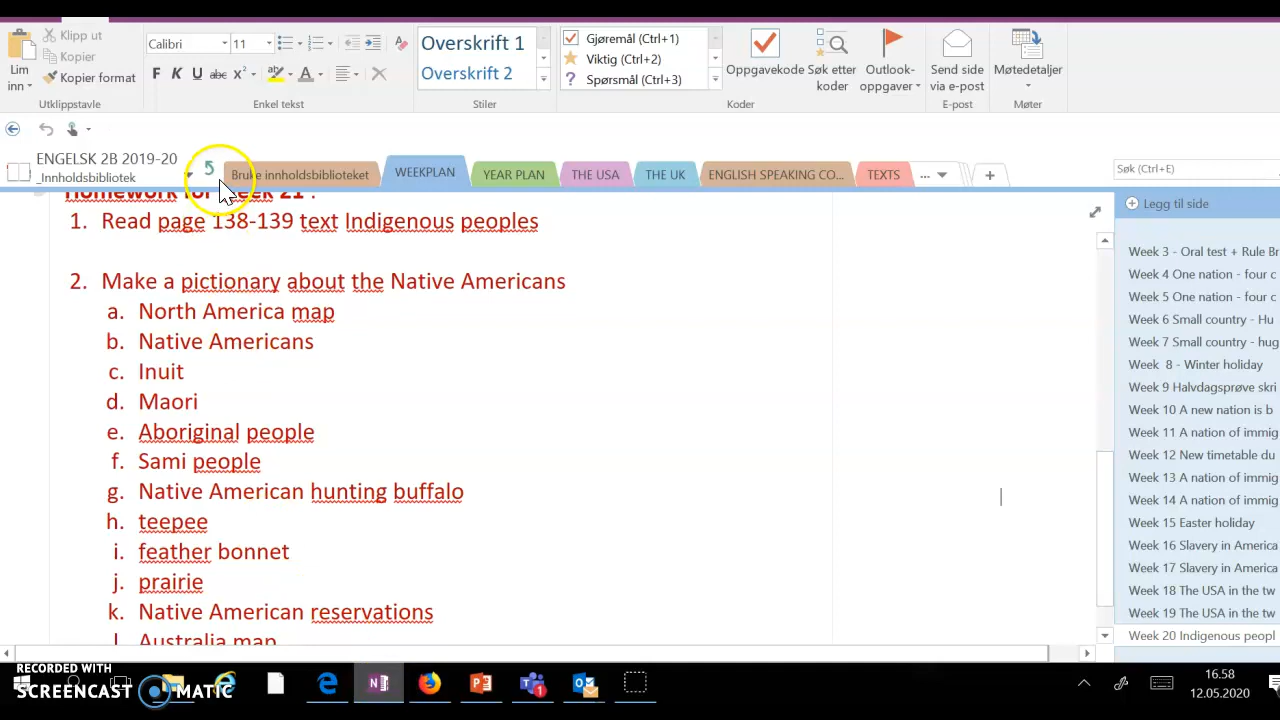 Klipp ut
Kopier
Kopier format
Lim
inn
Utklippstavle
Calibri
11
F K U abc x²
A
Enkel tekst
Overskrift 1
Overskrift 2
Stiler
Gjøremål (Ctrl+1)
Viktig (Ctrl+2)
Spørsmål (Ctrl+3)
Koder
Oppgavekode
Søk etter
koder
Outlook-
oppgaver
Send side
via e-post
E-post
Møtedetaljer
Møter
ENGELSK 2B 2019-20
_Innholdsbibliotek
Bruke innholdsbiblioteket
WEEKPLAN
YEAR PLAN
THE USA
THE UK
ENGLISH SPEAKING CO...
TEXTS
...
Søk (Ctrl+E)
Homework for week 21 :
1. Read page 138-139 text Indigenous peoples
2. Make a pictionary about the Native Americans
a. North America map
b. Native Americans
c. Inuit
d. Maori
e. Aboriginal people
f. Sami people
g. Native American hunting buffalo
h. teepee
i. feather bonnet
j. prairie
k. Native American reservations
l. Australia map
Legg til side
Week 3 - Oral test + Rule Br
Week 4 One nation - four c
Week 5 One nation - four c
Week 6 Small country - Hu
Week 7 Small country - hug
Week 8 - Winter holiday
Week 9 Halvdagsprøve skri
Week 10 A new nation is b
Week 11 A nation of immig
Week 12 New timetable du
Week 13 A nation of immig
Week 14 A nation of immig
Week 15 Easter holiday
Week 16 Slavery in America
Week 17 Slavery in America
Week 18 The USA in the tw
Week 19 The USA in the tw
Week 20 Indigenous peopl
RECORDED WITH
SCREENCAST MATIC
16.58
12.05.2020